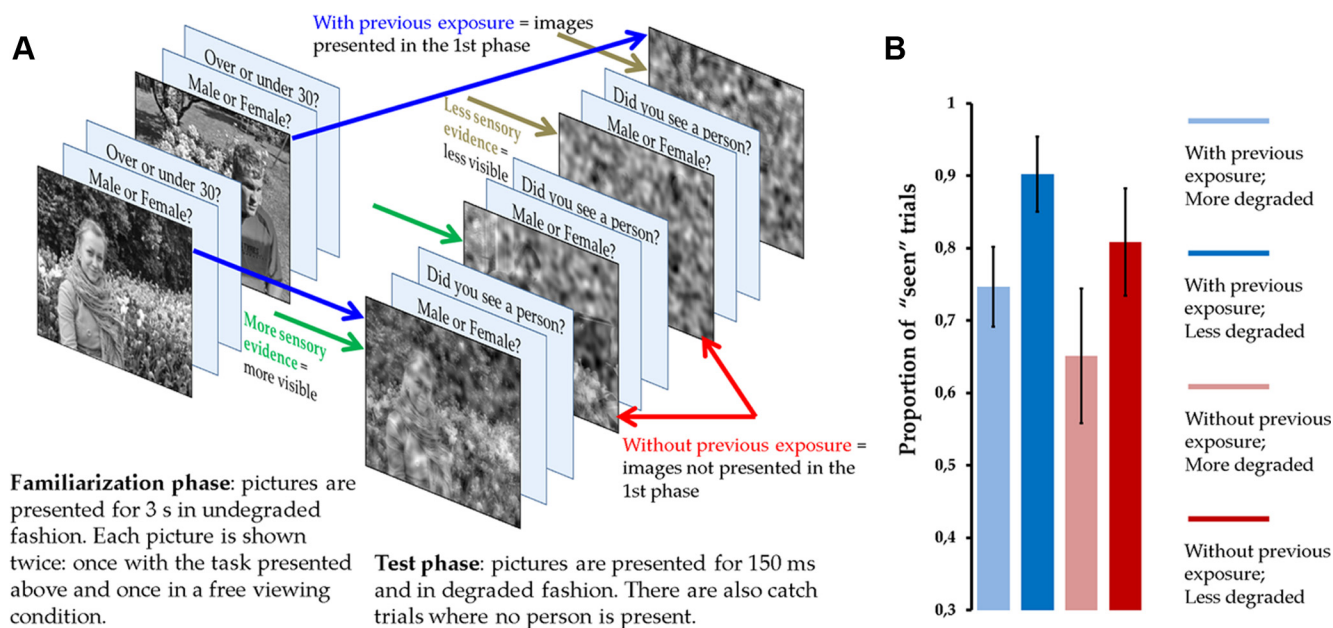 A
With previous exposure = images
presented in the 1st phase
Over or under 30?
Male or Female?
Over or under 30?
Male or Female?
Less sensory
evidence =
less visible
Did you see a person?
Male or Female?
Did you see a person?
Male or Female?
Did you see a person?
Male or Female?
More sensory
evidence =
more visible
Without previous exposure =
images not presented in the
1st phase
Familiarization phase: pictures are
presented for 3 s in undegraded
fashion. Each picture is shown
twice: once with the task presented
above and once in a free viewing
condition.
Test phase: pictures are presented for 150 ms
and in degraded fashion. There are also catch
trials where no person is present.
B
Proportion of “seen” trials
1
0,9
0,8
0,7
0,6
0,5
0,4
0,3
With previous
exposure;
More degraded
With previous
exposure;
Less degraded
Without previous
exposure;
More degraded
Without previous
exposure;
Less degraded